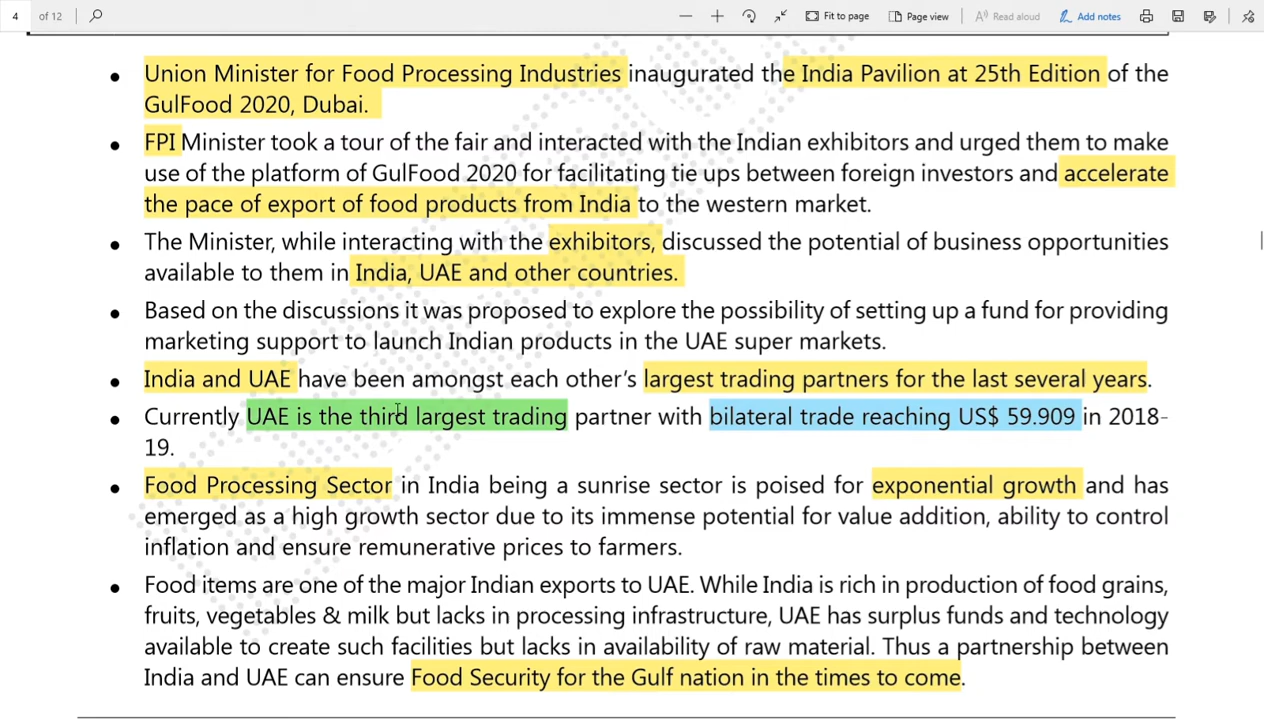 4 of 12
Fit to page
Page view
Read aloud
Add notes
Union Minister for Food Processing Industries inaugurated the India Pavilion at 25th Edition of the
GulFood 2020, Dubai.
FPI Minister took a tour of the fair and interacted with the Indian exhibitors and urged them to make
use of the platform of GulFood 2020 for facilitating tie ups between foreign investors and accelerate
the pace of export of food products from India to the western market.
The Minister, while interacting with the exhibitors, discussed the potential of business opportunities
available to them in India, UAE and other countries.
Based on the discussions it was proposed to explore the possibility of setting up a fund for providing
marketing support to launch Indian products in the UAE super markets.
India and UAE have been amongst each other's largest trading partners for the last several years.
Currently UAE is the third largest trading partner with bilateral trade reaching US$ 59.909 in 2018-
19.
Food Processing Sector in India being a sunrise sector is poised for exponential growth and has
emerged as a high growth sector due to its immense potential for value addition, ability to control
inflation and ensure remunerative prices to farmers.
Food items are one of the major Indian exports to UAE. While India is rich in production of food grains,
fruits, vegetables & milk but lacks in processing infrastructure, UAE has surplus funds and technology
available to create such facilities but lacks in availability of raw material. Thus a partnership between
India and UAE can ensure Food Security for the Gulf nation in the times to come.